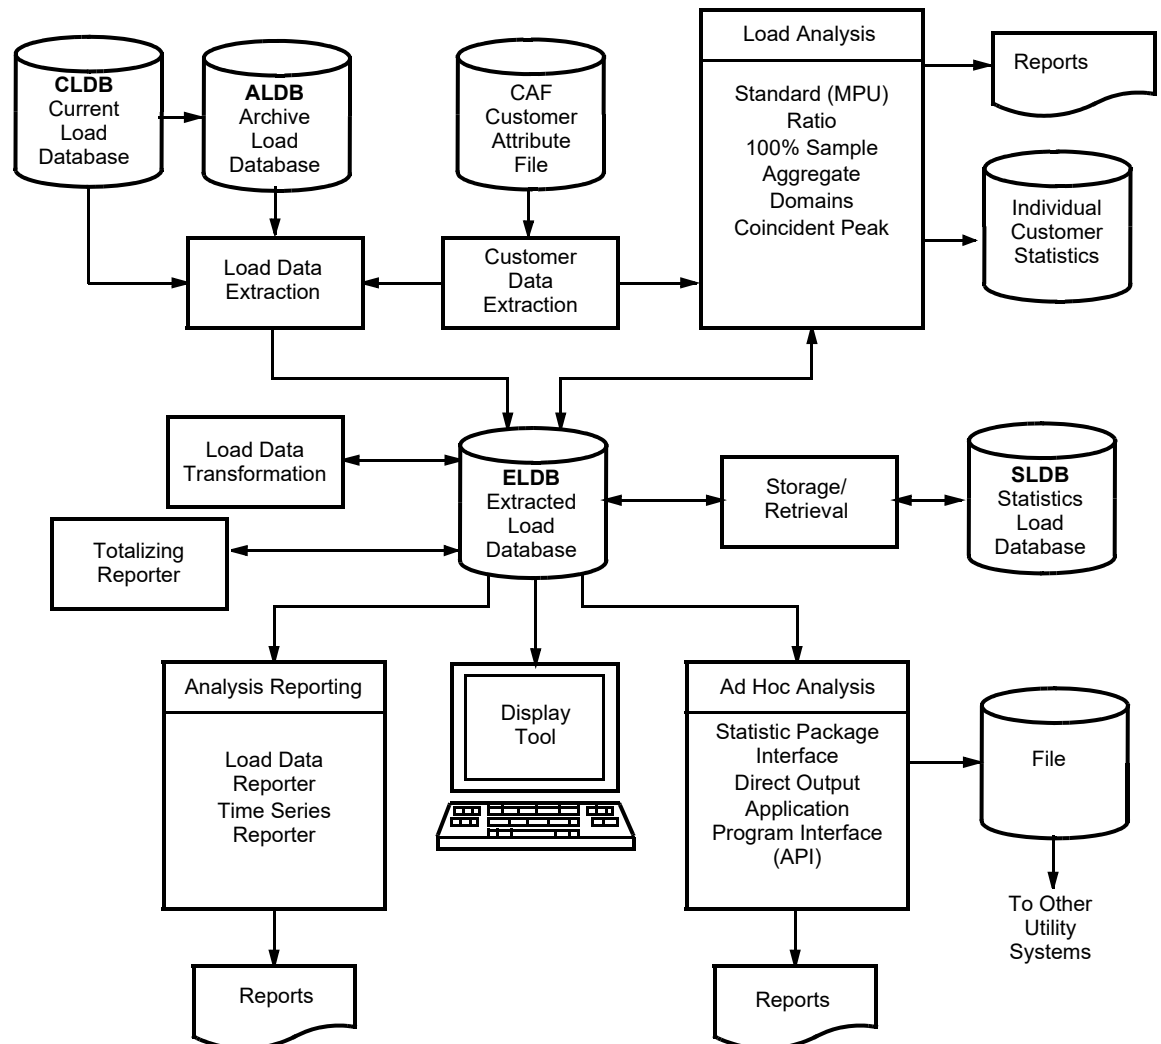 CLDB
Current
Load
Database
ALDB
Archive
Load
Database
CAF
Customer
Attribute
File
Load Analysis
Standard (MPU)
Ratio
100% Sample
Aggregate
Domains
Coincident Peak
Reports
Individual
Customer
Statistics
Load Data
Extraction
Customer
Data
Extraction
Load Data
Transformation
Totalizing
Reporter
ELDB
Extracted
Load
Database
Storage/
Retrieval
SLDB
Statistics
Load
Database
Analysis Reporting
Load Data
Reporter
Time Series
Reporter
Display
Tool
Ad Hoc Analysis
Statistic Package
Interface
Direct Output
Application
Program Interface
(API)
File
To Other
Utility
Systems
Reports
Reports